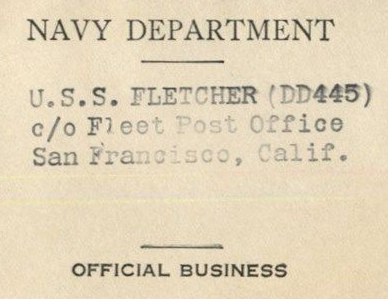 NAVY DEPARTMENT
U.S.S. FLETCHER (DD445)
c/o Fleet Post Office
San Francisco, Calif.
OFFICIAL BUSINESS